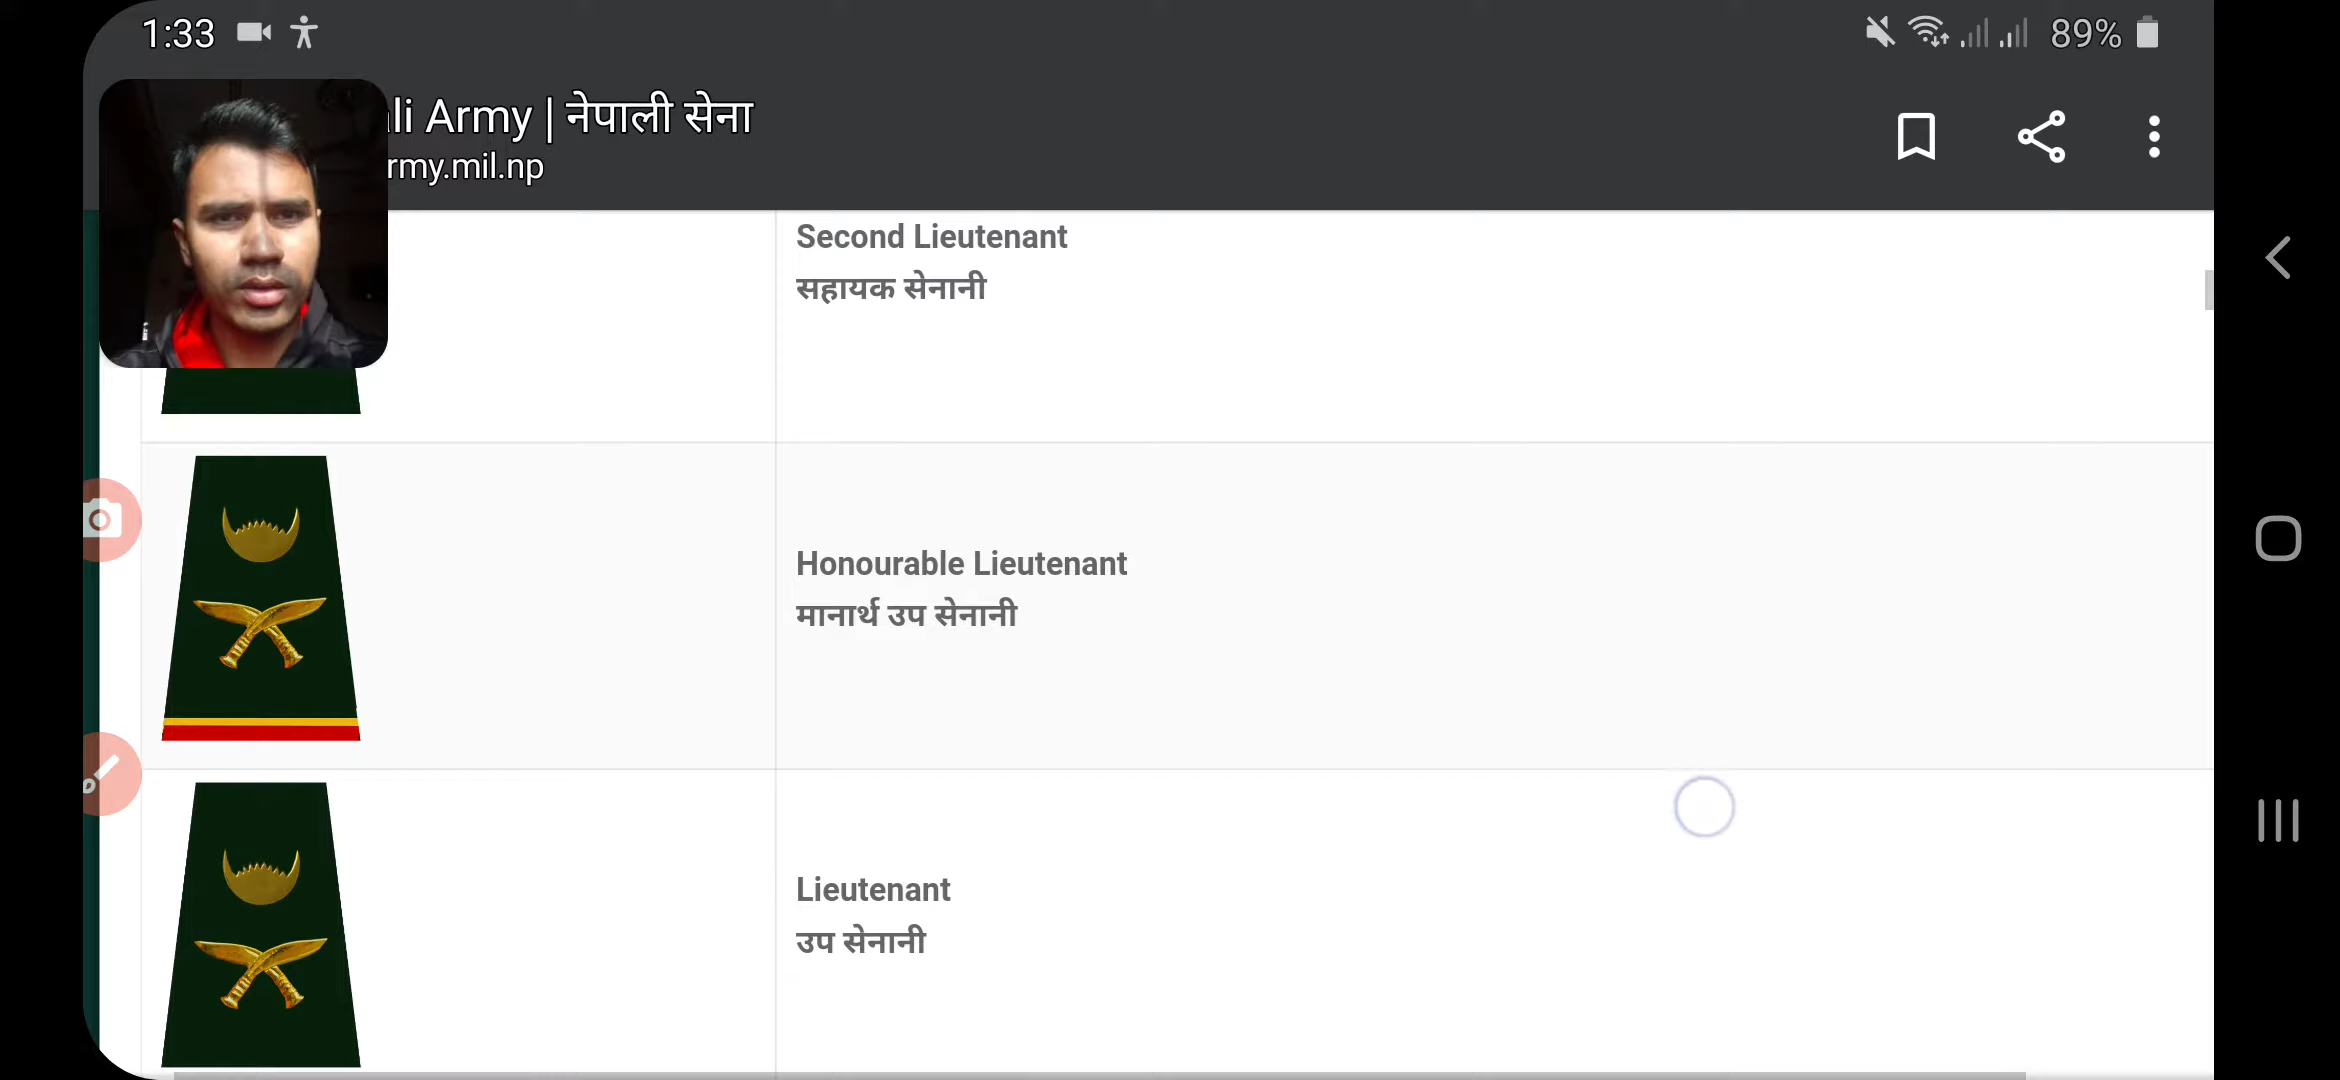 1:33
89%
li Army | नेपाली सेना
rmy.mil.np
Second Lieutenant
सहायक सेनानी
Honourable Lieutenant
मानार्थ उप सेनानी
Lieutenant
उप सेनानी